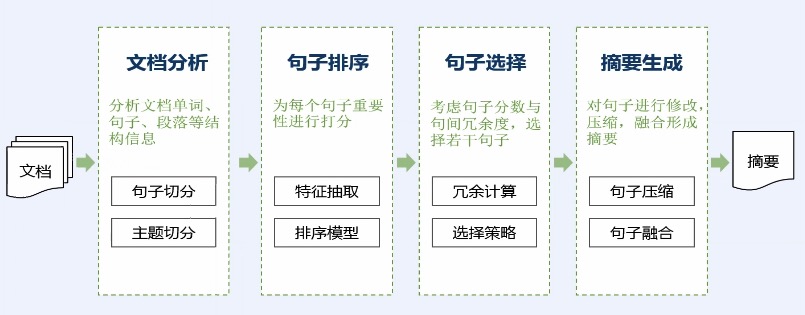 文档
文档分析
分析文档单词、
句子、段落等结
构信息
句子切分
主题切分
句子排序
为每个句子重要
性进行打分
特征抽取
排序模型
句子选择
考虑句子分数与
句间冗余度，选
择若干句子
冗余计算
选择策略
摘要生成
对句子进行修改，
压缩，融合形成
摘要
句子压缩
句子融合
摘要